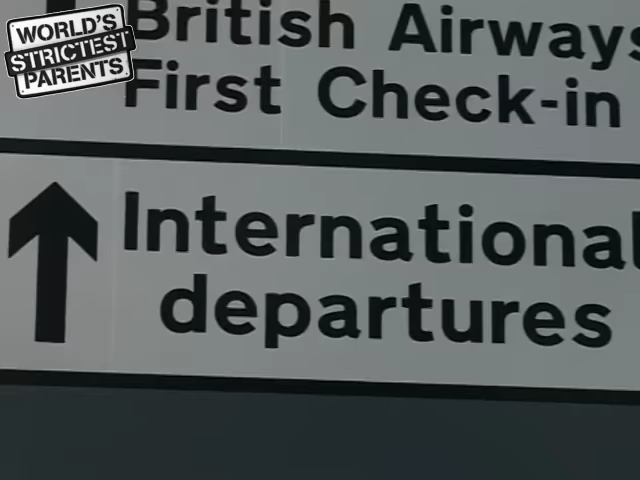 WORLD'S
STRICTEST
PARENTS
British Airways
First Check-in
International
departures